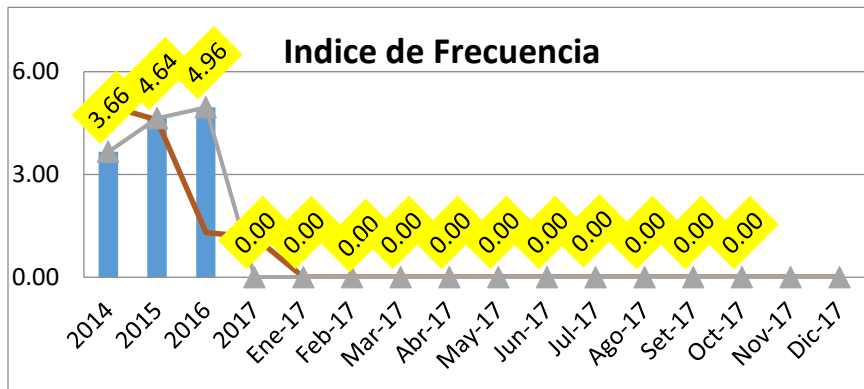 Indice de Frecuencia
6.00
3.00
0.00
3.66
4.64
4.96
0.00
0.00
0.00
0.00
0.00
0.00
0.00
0.00
0.00
0.00
0.00
2014
2015
2016
2017
Ene-17
Feb-17
Mar-17
Abr-17
May-17
Jun-17
Jul-17
Ago-17
Set-17
Oct-17
Nov-17
Dic-17